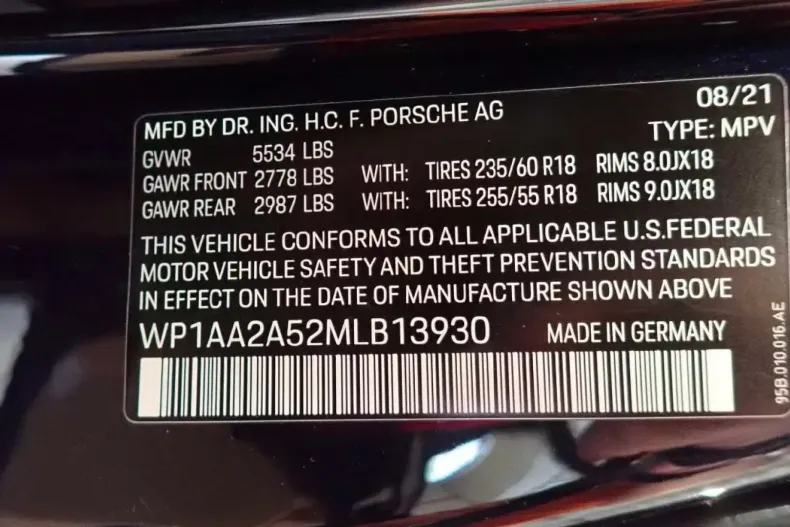 MFD BY DR. ING. H.C. F. PORSCHE AG 08/21
TYPE: MPV
GVWR 5534 LBS
GAWR FRONT 2778 LBS WITH: TIRES 235/60 R18 RIMS 8.0JX18
GAWR REAR 2987 LBS WITH: TIRES 255/55 R18 RIMS 9.0JX18
THIS VEHICLE CONFORMS TO ALL APPLICABLE U.S.FEDERAL
MOTOR VEHICLE SAFETY AND THEFT PREVENTION STANDARDS
IN EFFECT ON THE DATE OF MANUFACTURE SHOWN ABOVE
WP1AA2A52MLB13930 MADE IN GERMANY
95B.010.016.AE